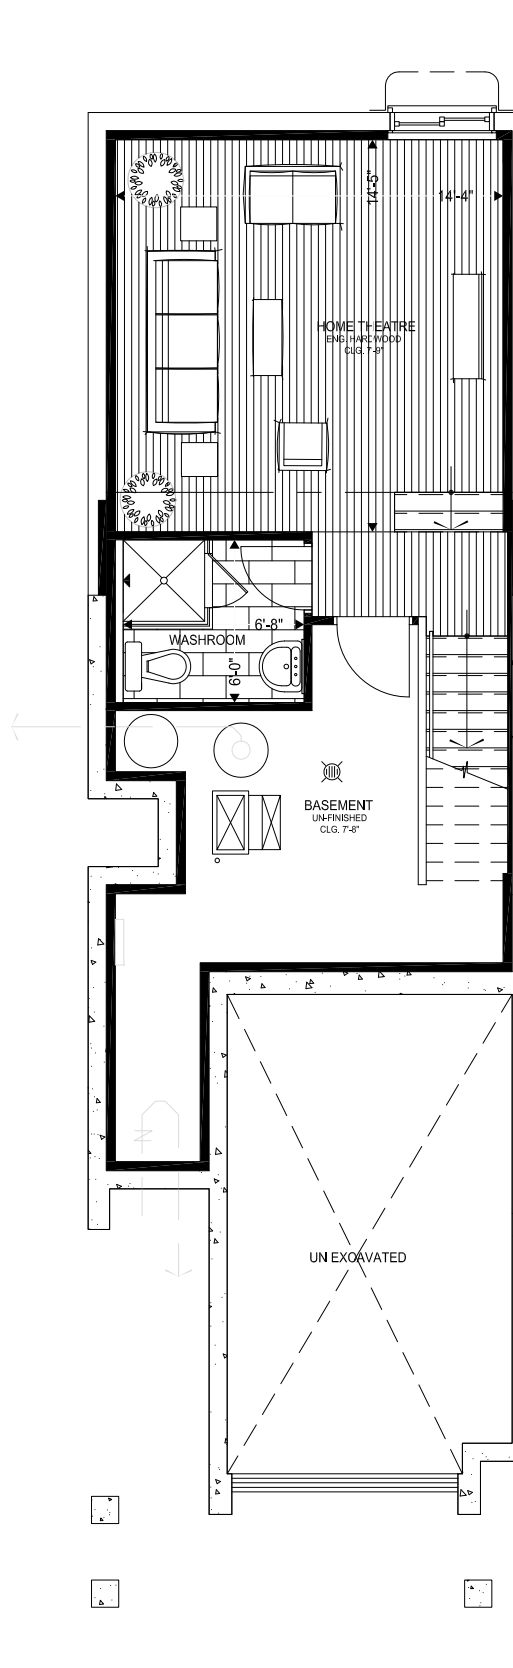 14'-5"
14'-4"
HOME THEATRE
ENG. HARDWOOD
CLG. 7'-9"
6'-8"
WASHROOM
6'-0"
BASEMENT
UN-FINISHED
CLG. 7'-8"
N
UN EXCAVATED